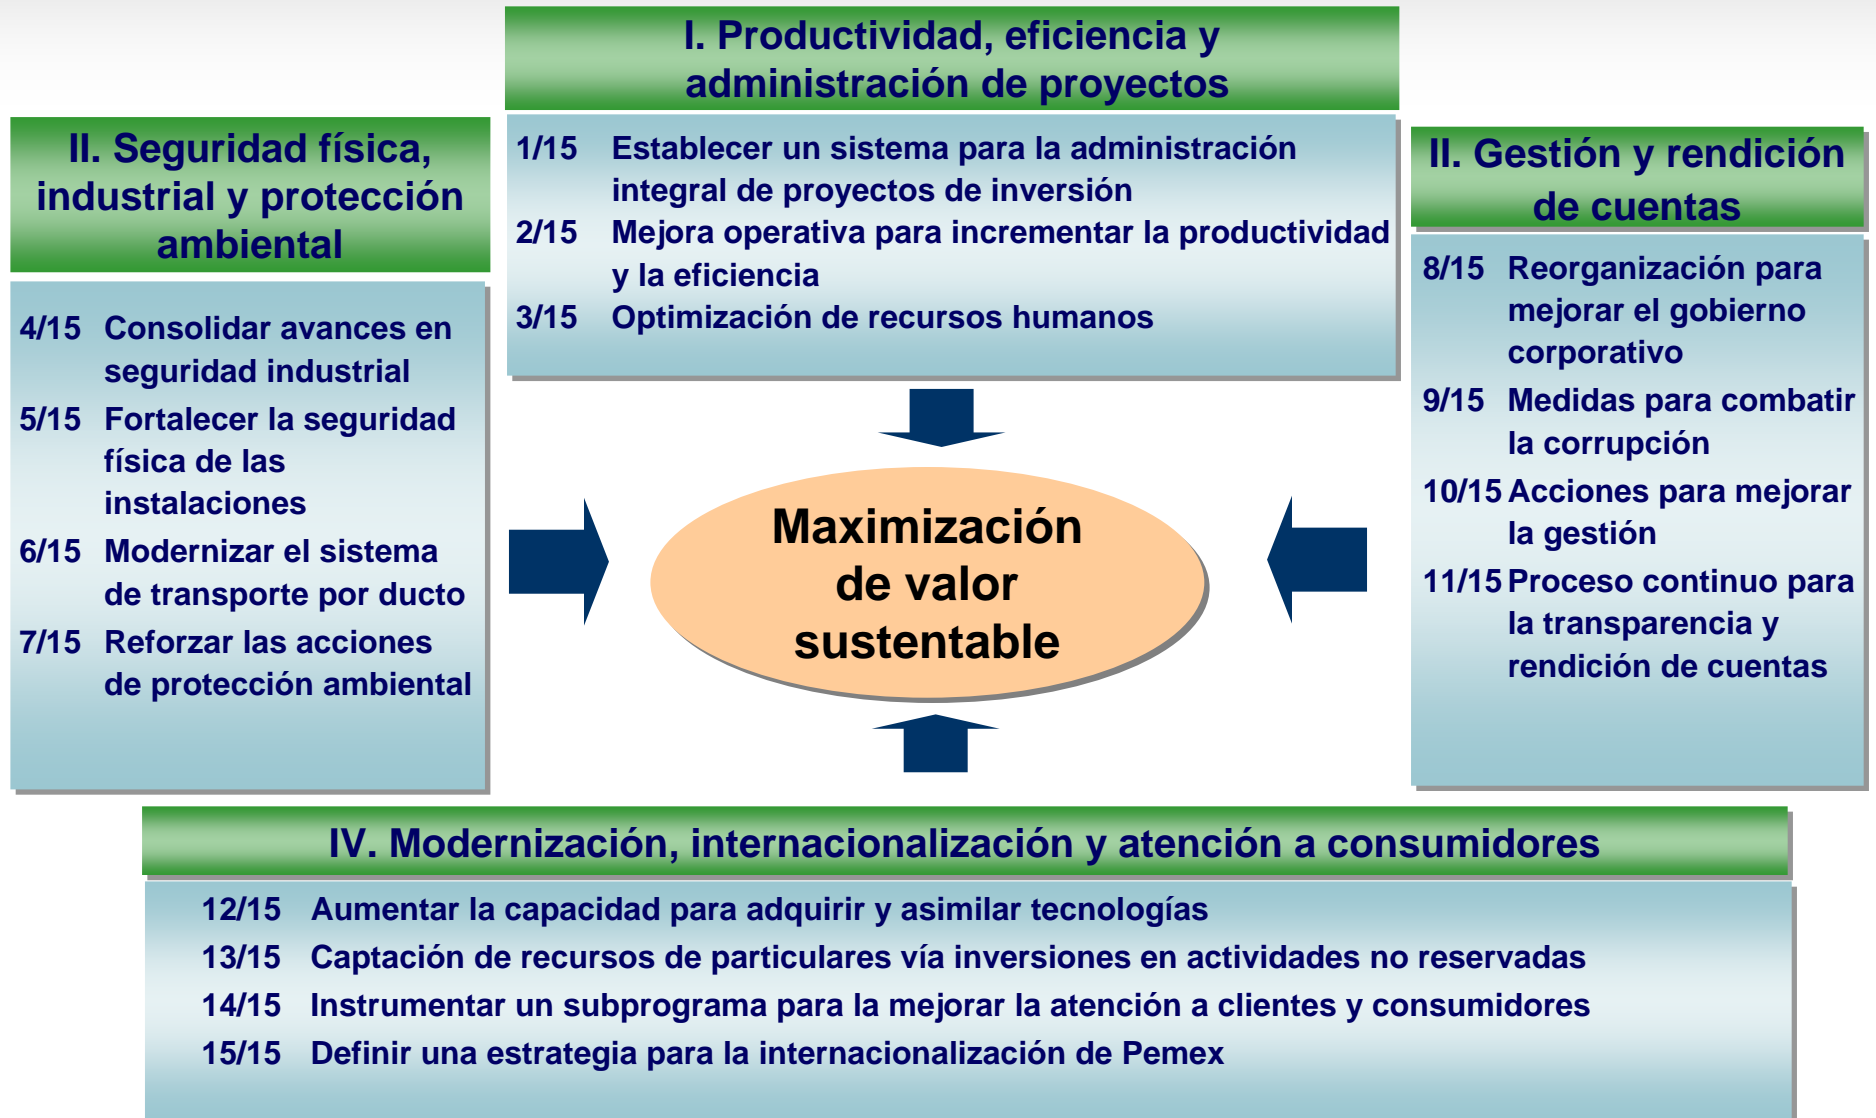 I. Productividad, eficiencia y
administración de proyectos
1/15 Establecer un sistema para la administración
integral de proyectos de inversión
2/15 Mejora operativa para incrementar la productividad
y la eficiencia
3/15 Optimización de recursos humanos
II. Seguridad física,
industrial y protección
ambiental
4/15 Consolidar avances en
seguridad industrial
5/15 Fortalecer la seguridad
física de las
instalaciones
6/15 Modernizar el sistema
de transporte por ducto
7/15 Reforzar las acciones
de protección ambiental
Maximización
de valor
sustentable
II. Gestión y rendición
de cuentas
8/15 Reorganización para
mejorar el gobierno
corporativo
9/15 Medidas para combatir
la corrupción
10/15 Acciones para mejorar
la gestión
11/15 Proceso continuo para
la transparencia y
rendición de cuentas
IV. Modernización, internacionalización y atención a consumidores
12/15 Aumentar la capacidad para adquirir y asimilar tecnologías
13/15 Captación de recursos de particulares vía inversiones en actividades no reservadas
14/15 Instrumentar un subprograma para la mejorar la atención a clientes y consumidores
15/15 Definir una estrategia para la internacionalización de Pemex